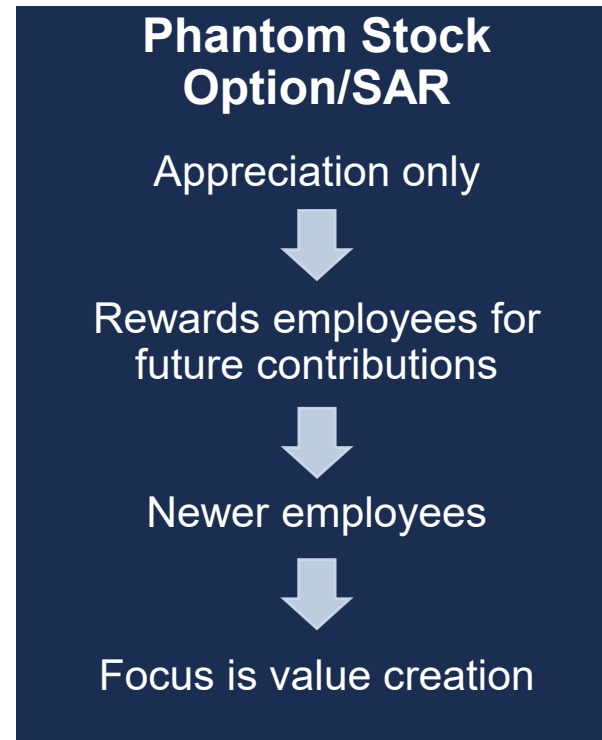 Phantom Stock
Option/SAR
Appreciation only
Rewards employees for
future contributions
Newer employees
Focus is value creation